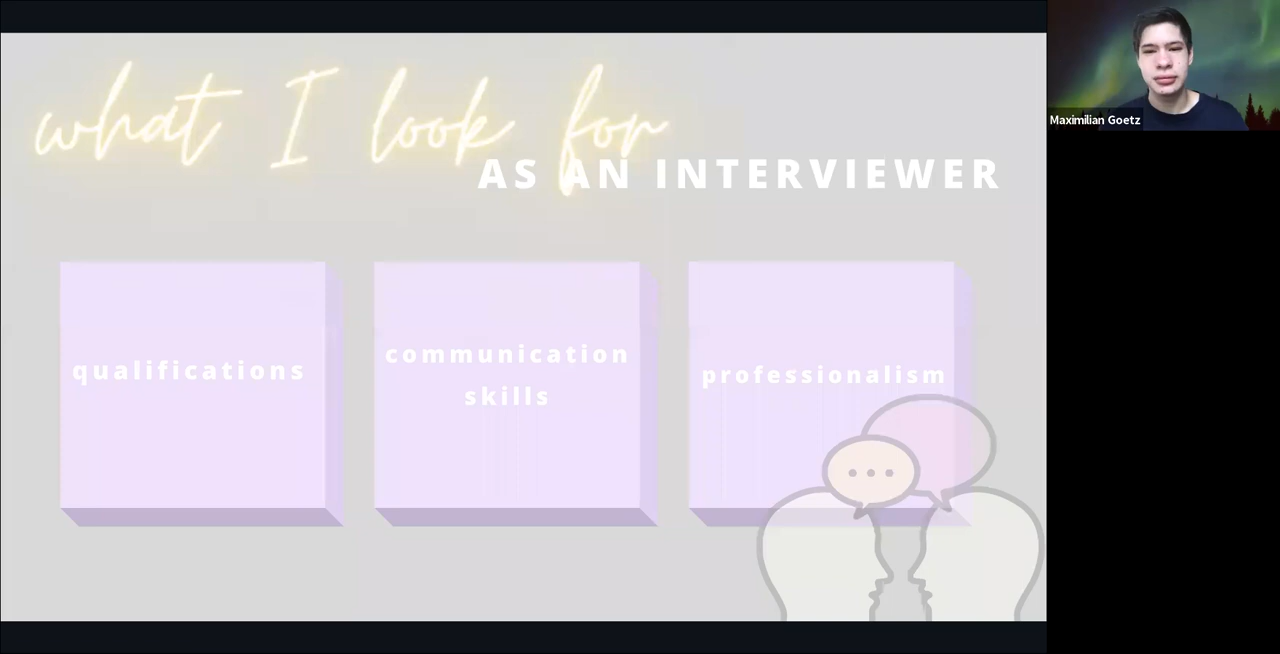 what I look for
AS AN INTERVIEWER
qualifications
communication
skills
professionalism
Maximilian Goetz